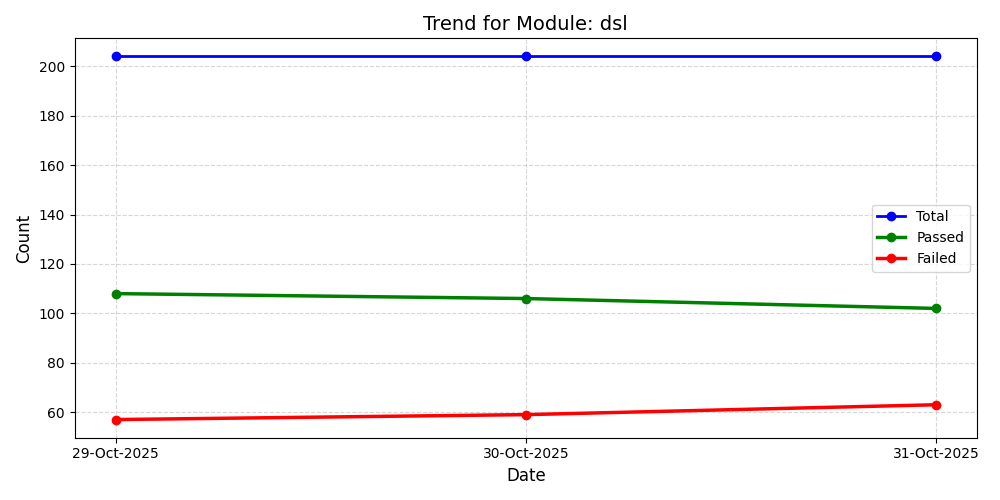 Trend for Module: dsl
200
180
160
140
120
100
80
60
Count
Total
Passed
Failed
29-Oct-2025 30-Oct-2025 31-Oct-2025
Date